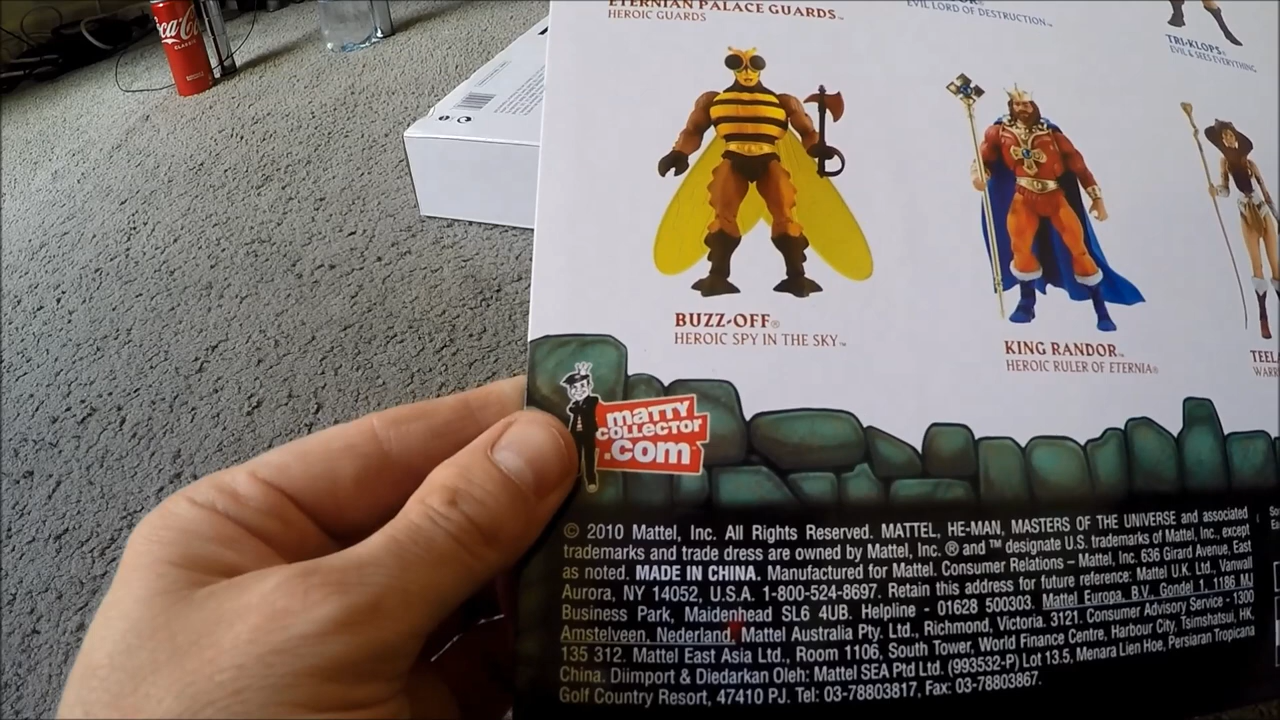 Coca-Cola
CLASSIC
ETERNIAN PALACE GUARDS™
HEROIC GUARDS
EVIL LORD OF DESTRUCTION™
TRI-KLOPS®
EVIL & SEES EVERYTHING™
BUZZ-OFF®
HEROIC SPY IN THE SKY™
KING RANDOR™
HEROIC RULER OF ETERNIA®
TEEL
WARR
MATTY
COLLECTOR
.COM™
© 2010 Mattel, Inc. All Rights Reserved. MATTEL, HE-MAN, MASTERS OF THE UNIVERSE and associated
trademarks and trade dress are owned by Mattel, Inc. ® and ™ designate U.S. trademarks of Mattel, Inc., except
as noted. MADE IN CHINA. Manufactured for Mattel. Consumer Relations – Mattel, Inc. 636 Girard Avenue, East
Aurora, NY 14052, U.S.A. 1-800-524-8697. Retain this address for future reference: Mattel U.K. Ltd., Vanwall
Business Park, Maidenhead SL6 4UB. Helpline - 01628 500303. Mattel Europa, B.V., Gondel 1, 1186 MJ
Amstelveen, Nederland. Mattel Australia Pty. Ltd., Richmond, Victoria. 3121. Consumer Advisory Service - 1300
135 312. Mattel East Asia Ltd., Room 1106, South Tower, World Finance Centre, Harbour City, Tsimshatsui, HK,
China. Diimport & Diedarkan Oleh: Mattel SEA Ptd Ltd. (993532-P) Lot 13.5, Menara Lien Hoe, Persiaran Tropicana
Golf Country Resort, 47410 PJ. Tel: 03-78803817, Fax: 03-78803867.